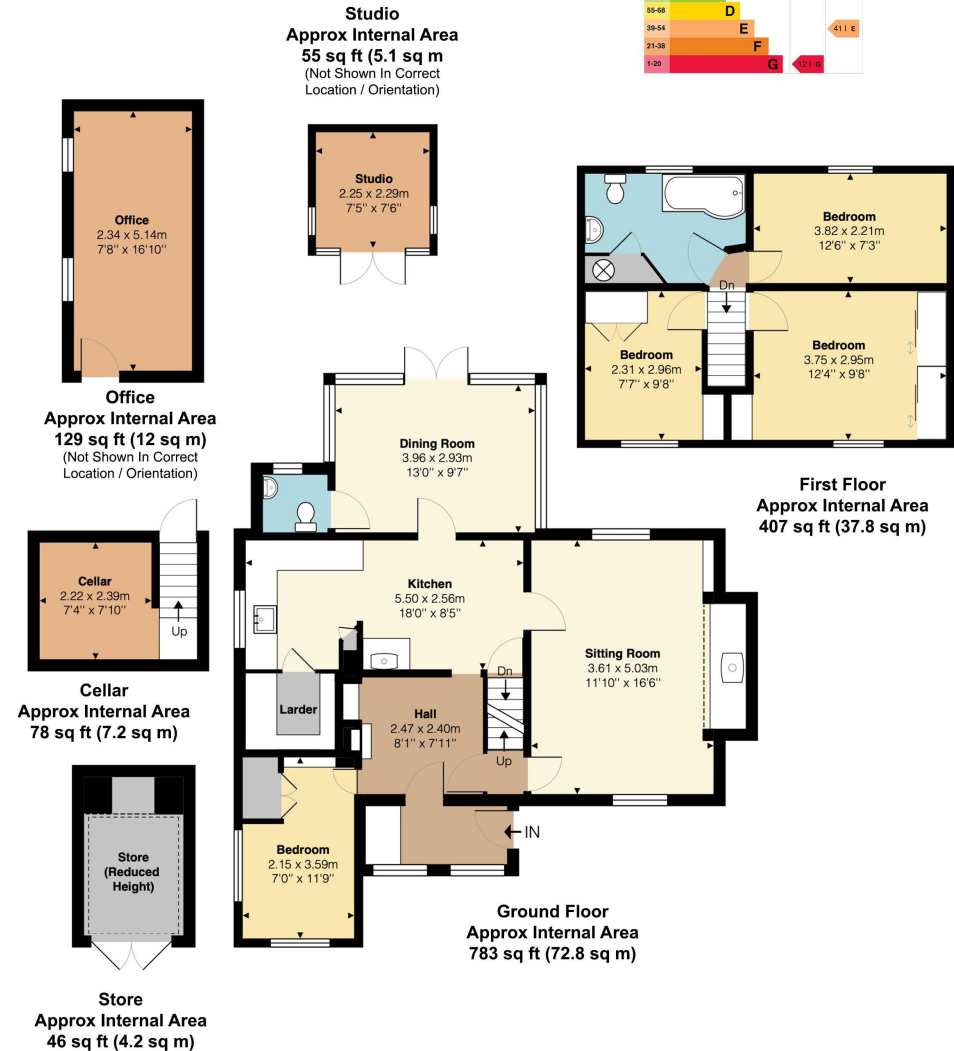 Studio
Approx Internal Area
55 sq ft (5.1 sq m
(Not Shown In Correct
Location / Orientation)
55-68 D
39-54 E
41 | E
21-38 F
1-20 G
12 | G
Office
2.34 x 5.14m
7'8" x 16'10"
Office
Approx Internal Area
129 sq ft (12 sq m)
(Not Shown In Correct
Location / Orientation)
Studio
2.25 x 2.29m
7'5" x 7'6"
Bedroom
3.82 x 2.21m
12'6" x 7'3"
Dn
Bedroom
2.31 x 2.96m
7'7" x 9'8"
Bedroom
3.75 x 2.95m
12'4" x 9'8"
First Floor
Approx Internal Area
407 sq ft (37.8 sq m)
Dining Room
3.96 x 2.93m
13'0" x 9'7"
Kitchen
5.50 x 2.56m
18'0" x 8'5"
Sitting Room
3.61 x 5.03m
11'10" x 16'6"
Dn
Up
Larder
Hall
2.47 x 2.40m
8'1" x 7'11"
IN
Bedroom
2.15 x 3.59m
7'0" x 11'9"
Ground Floor
Approx Internal Area
783 sq ft (72.8 sq m)
Cellar
2.22 x 2.39m
7'4" x 7'10"
Up
Cellar
Approx Internal Area
78 sq ft (7.2 sq m)
Store
(Reduced
Height)
Store
Approx Internal Area
46 sq ft (4.2 sq m)